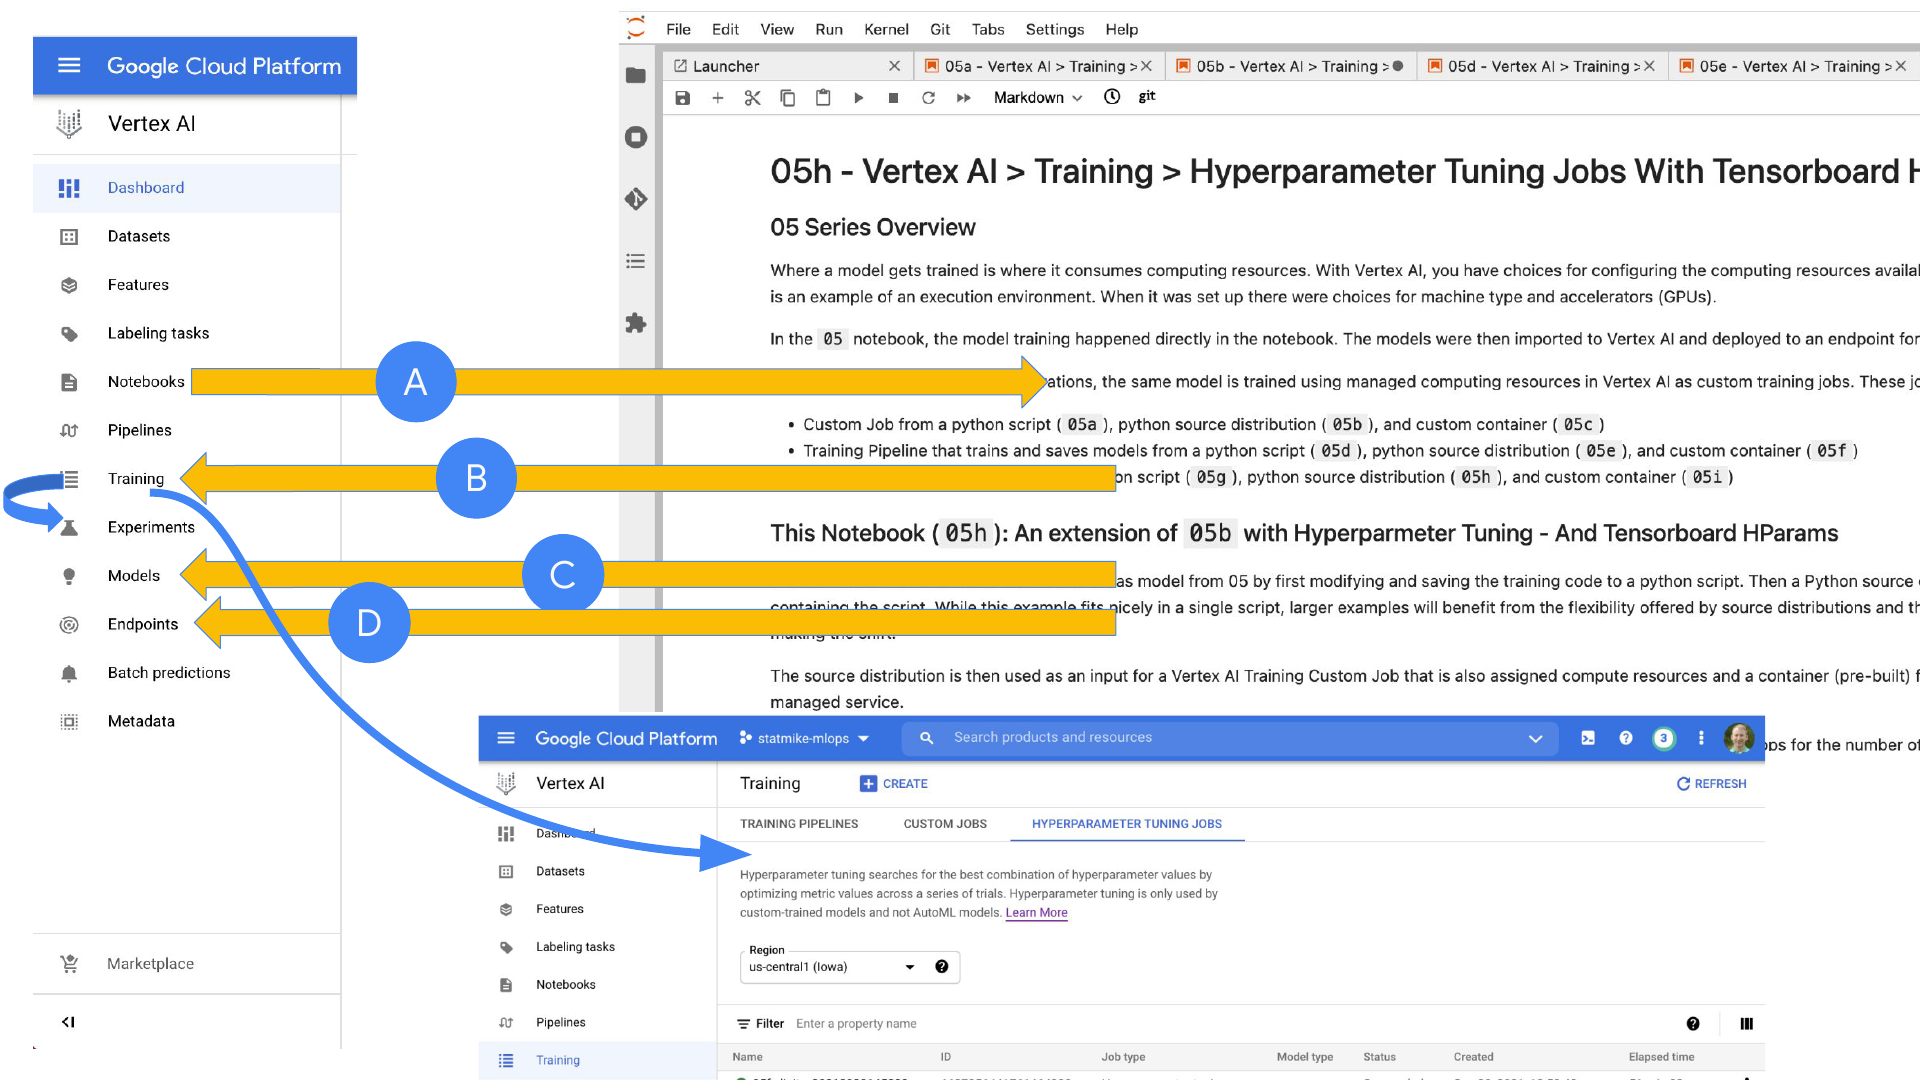 Google Cloud Platform
Vertex AI
Dashboard
Datasets
Features
Labeling tasks
Notebooks
Pipelines
Training
Experiments
Models
Endpoints
Batch predictions
Metadata
Marketplace
A
B
C
D
File Edit View Run Kernel Git Tabs Settings Help
Launcher
05a - Vertex AI > Training >
05b - Vertex AI > Training >
05d - Vertex AI > Training >
05e - Vertex AI > Training >
Markdown
git
05h - Vertex AI > Training > Hyperparameter Tuning Jobs With Tensorboard
05 Series Overview
Where a model gets trained is where it consumes computing resources. With Vertex AI, you have choices for configuring the computing resources
is an example of an execution environment. When it was set up there were choices for machine type and accelerators (GPUs).
In the 05 notebook, the model training happened directly in the notebook. The models were then imported to Vertex AI and deployed to an endpoint for
ations, the same model is trained using managed computing resources in Vertex AI as custom training jobs. These
• Custom Job from a python script ( 05a ), python source distribution ( 05b ), and custom container ( 05c )
• Training Pipeline that trains and saves models from a python script ( 05d ), python source distribution ( 05e ), and custom container ( 05f )
script ( 05g ), python source distribution ( 05h ), and custom container ( 05i )
This Notebook ( 05h ): An extension of 05b with Hyperparmeter Tuning - And Tensorboard HParams
as model from 05 by first modifying and saving the training code to a python script. Then a Python source
containing the script. While this example fits nicely in a single script, larger examples will benefit from the flexibility offered by source distributions and
making the shift.
The source distribution is then used as an input for a Vertex AI Training Custom Job that is also assigned compute resources and a container (pre-built)
managed service.
ps for the number of
Google Cloud Platform
statmike-mlops
Search products and resources
3
Vertex AI
Dashboard
Datasets
Features
Labeling tasks
Notebooks
Pipelines
Training
Training
CREATE
REFRESH
TRAINING PIPELINES
CUSTOM JOBS
HYPERPARAMETER TUNING JOBS
Hyperparameter tuning searches for the best combination of hyperparameter values by
optimizing metric values across a series of trials. Hyperparameter tuning is only used by
custom-trained models and not AutoML models. Learn More
Region
us-central1 (Iowa)
Filter Enter a property name
Name ID Job type Model type Status Created Elapsed time